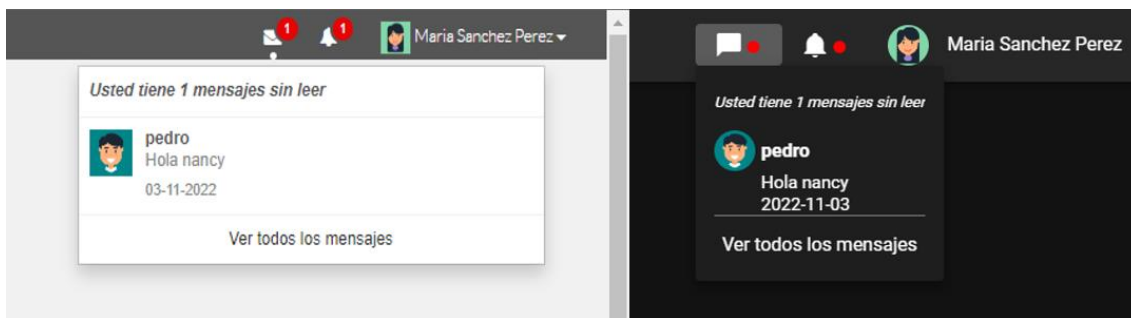 1
1
Maria Sanchez Perez
Usted tiene 1 mensajes sin leer
pedro
Hola nancy
03-11-2022
Ver todos los mensajes
Maria Sanchez Perez
Usted tiene 1 mensajes sin leer
pedro
Hola nancy
2022-11-03
Ver todos los mensajes